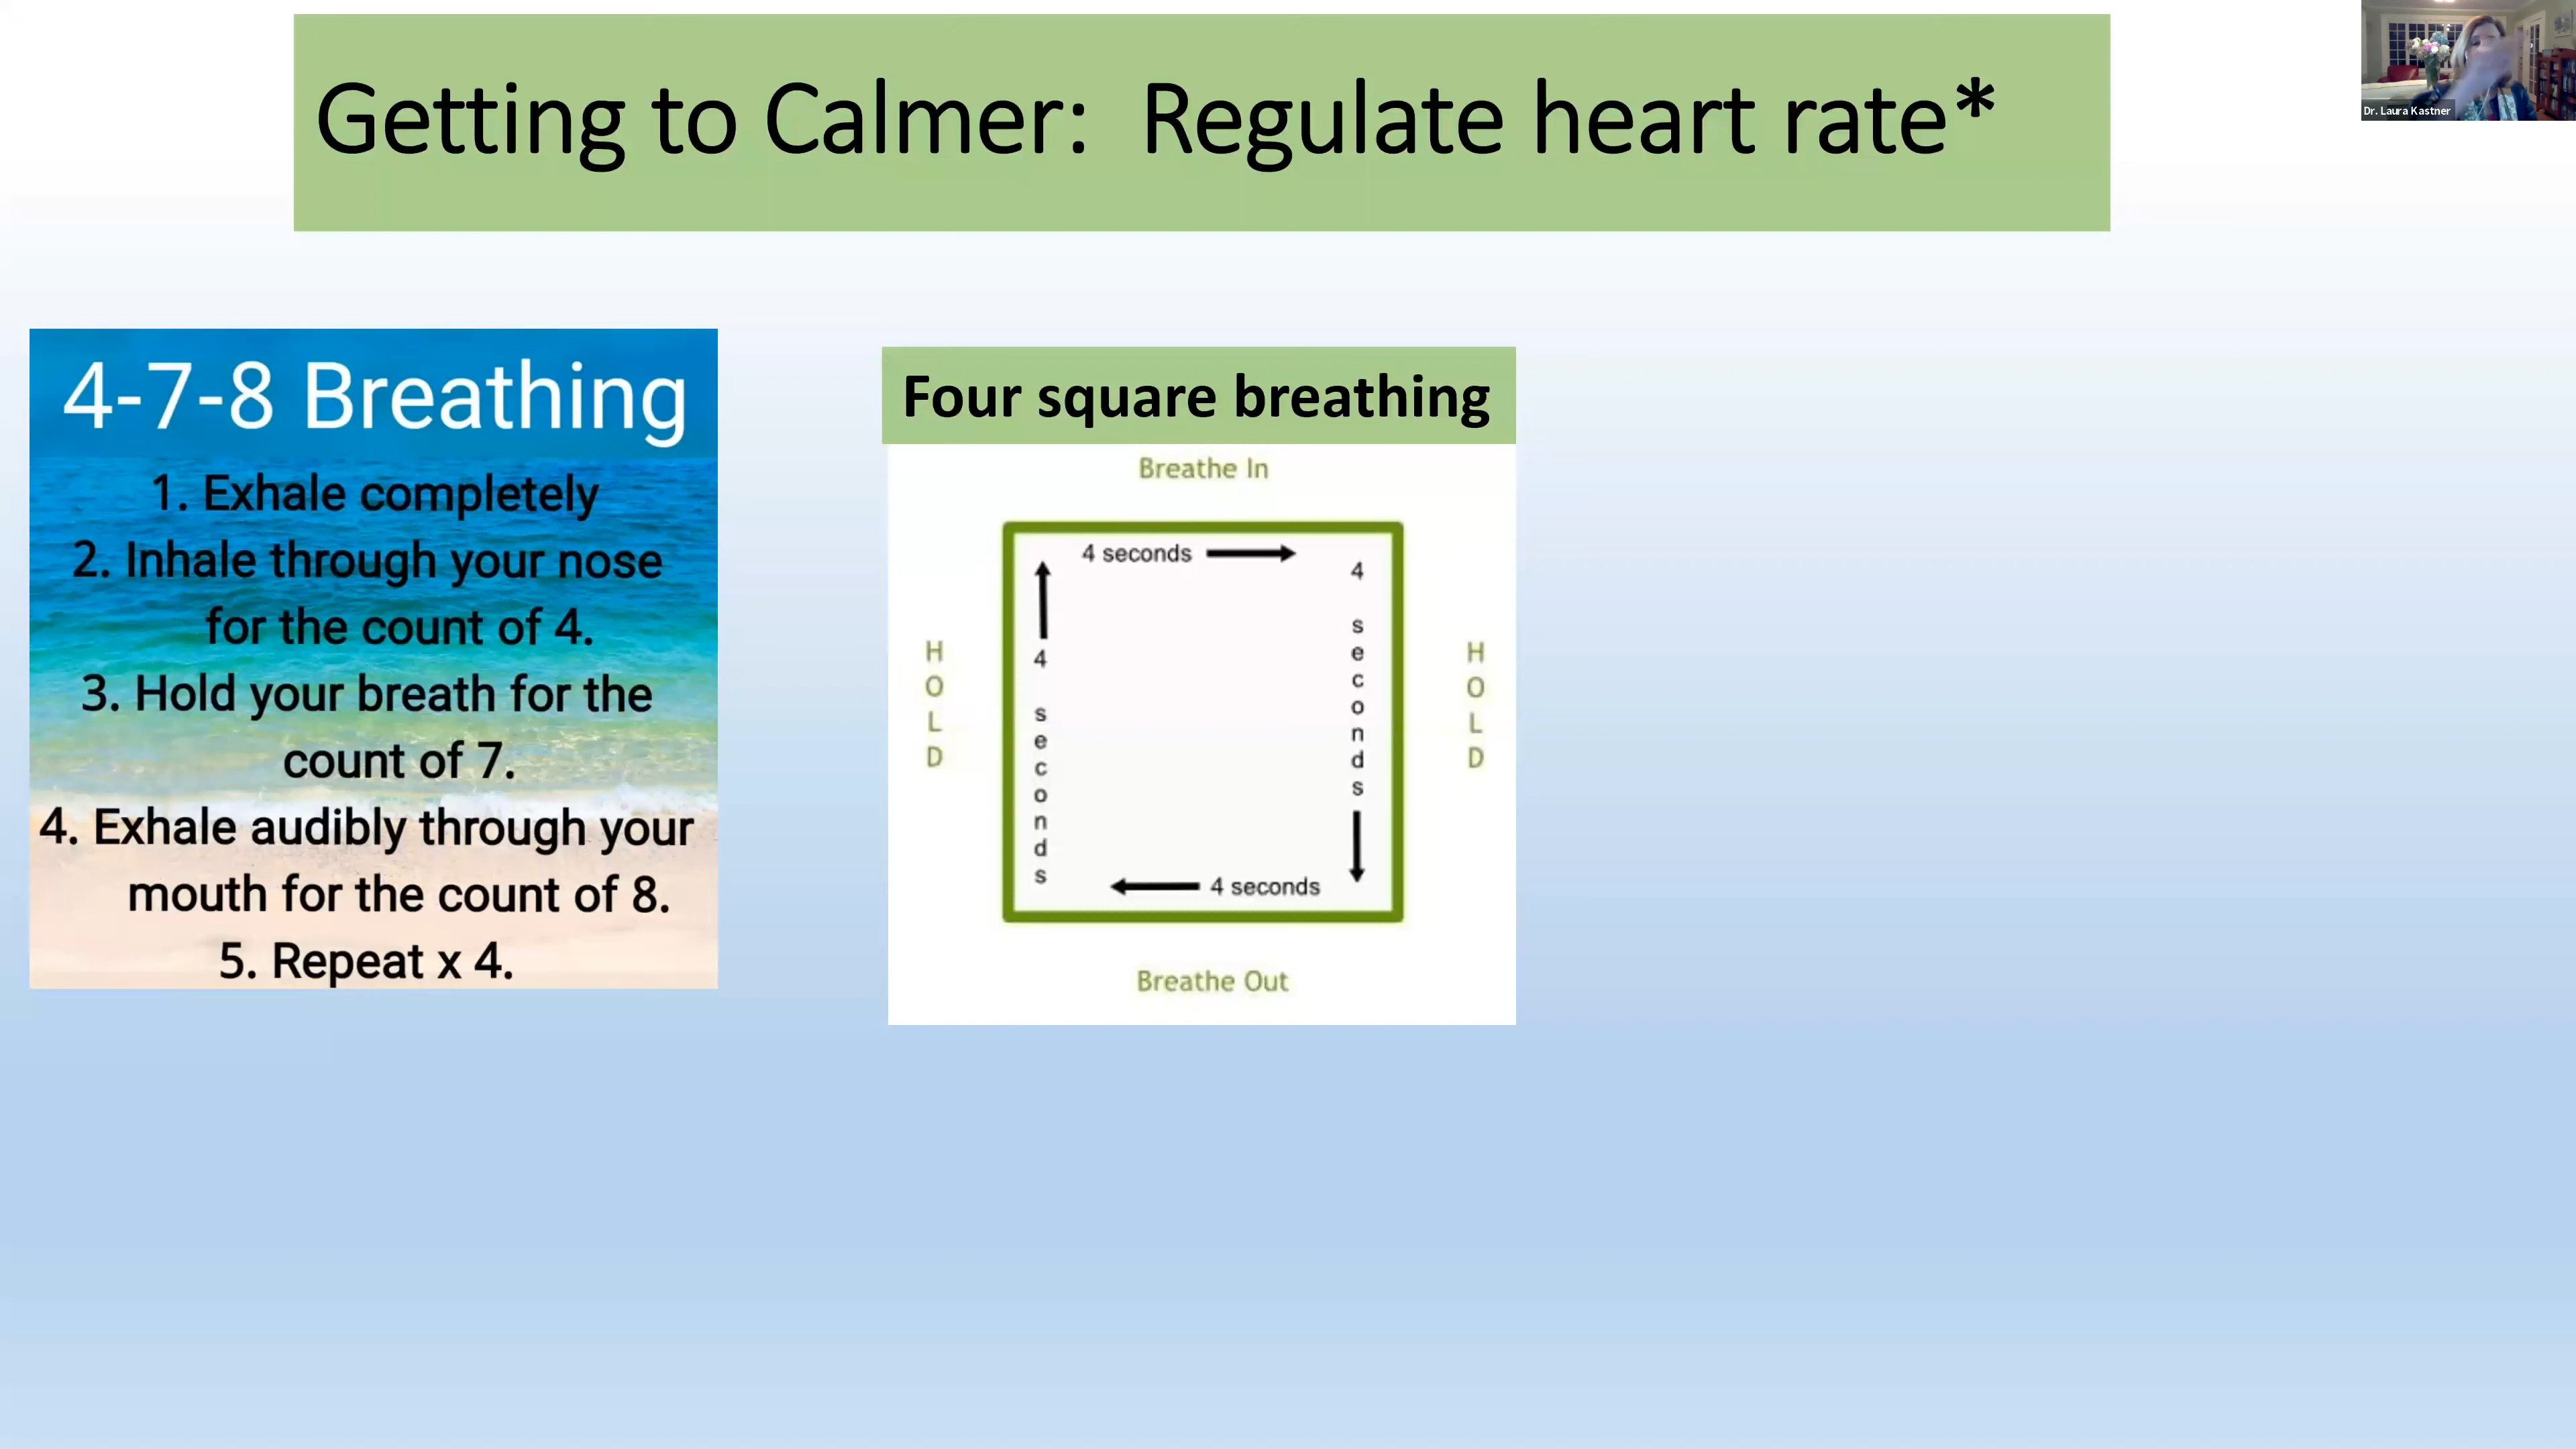 Getting to Calmer:  Regulate heart rate*
Dr. Laura Kastner
4-7-8 Breathing
1. Exhale completely
2. Inhale through your nose
for the count of 4.
3. Hold your breath for the
count of 7.
4. Exhale audibly through your
mouth for the count of 8.
5. Repeat x 4.
Four square breathing
Breathe In
4 seconds
4 seconds
HOLD
4 seconds
Breathe Out
4 seconds
HOLD